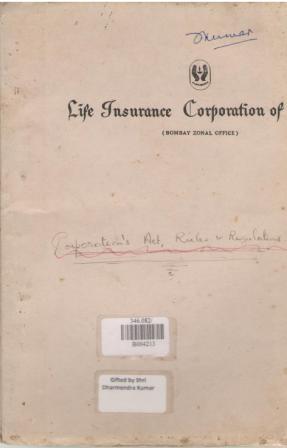 DKumar
Life Insurance Corporation of
(BOMBAY ZONAL OFFICE)
Corporation's Act, Rules & Regulations
346.082/
B004213
Gifted by Shri
Dharmendra Kumar